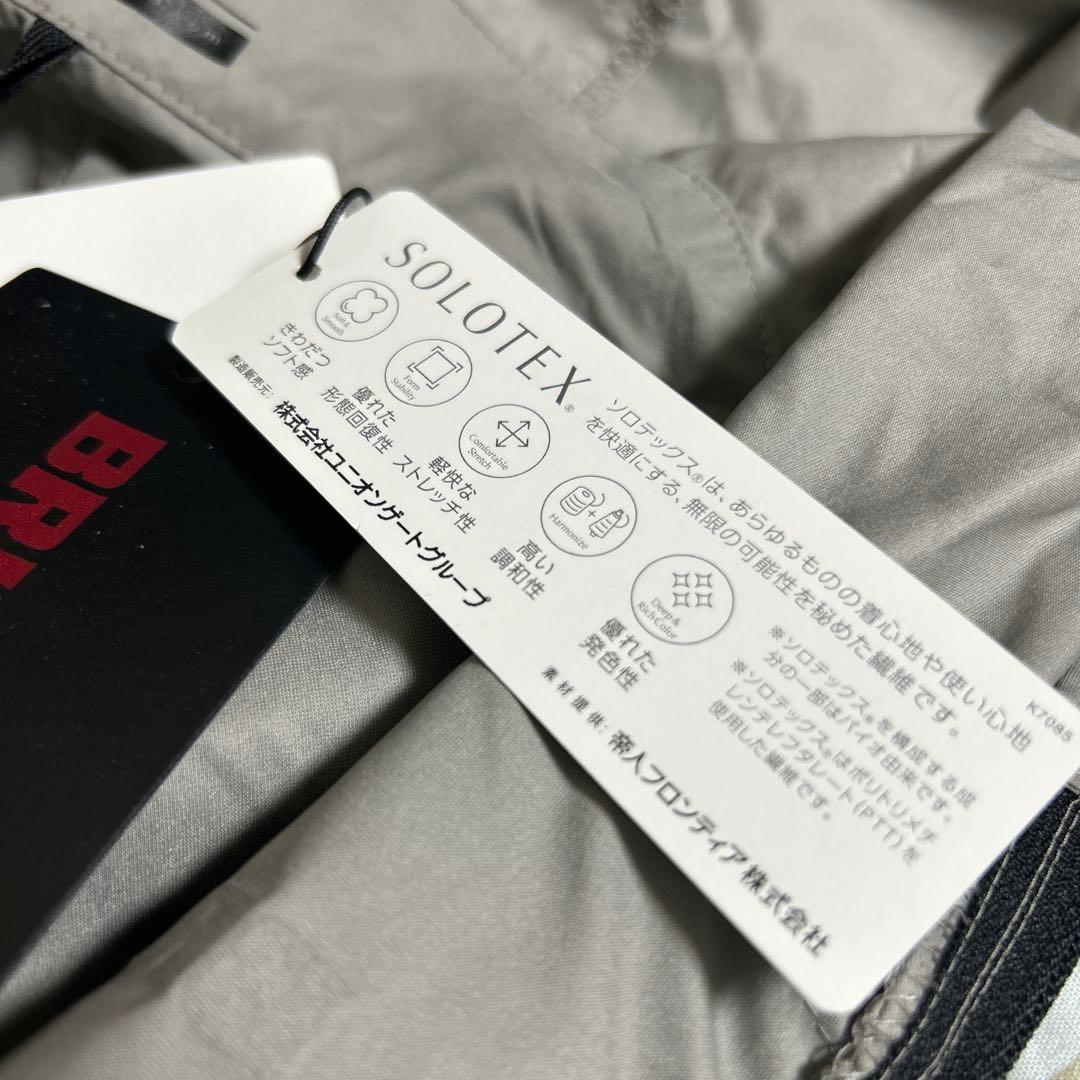 SOLOTEX®
Soft &
Smooth
きわだつ
ソフト感
Form
Stability
優れた
形態回復性
Comfortable
Stretch
軽快な
ストレッチ性
Harmonize
高い
調和性
Deep &
Rich Color
優れた
発色性
ソロテックス®は、あらゆるものの着心地や使い心地
を快適にする、無限の可能性を秘めた繊維です。
※ソロテックス®を構成する成
分の一部はバイオ由来です。
※ソロテックス®はポリトリメチ
レンテレフタレート(PTT)を
使用した繊維です。
K7085
製造販売元: 株式会社ユニオンゲートグループ
素材提供: 帝人フロンティア株式会社
BR